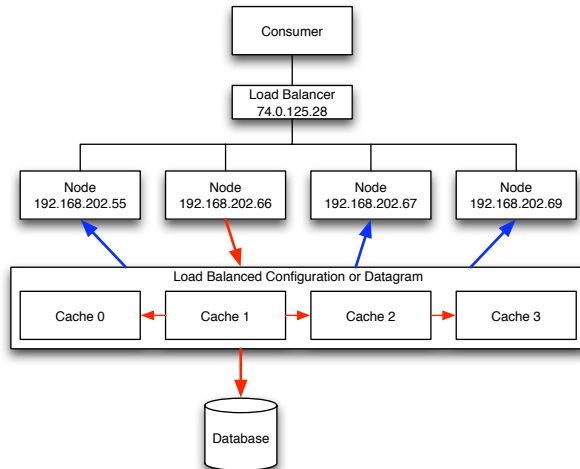 Consumer
Load Balancer
74.0.125.28
Node
192.168.202.55
Node
192.168.202.66
Node
192.168.202.67
Node
192.168.202.69
Load Balanced Configuration or Datagram
Cache 0
Cache 1
Cache 2
Cache 3
Database